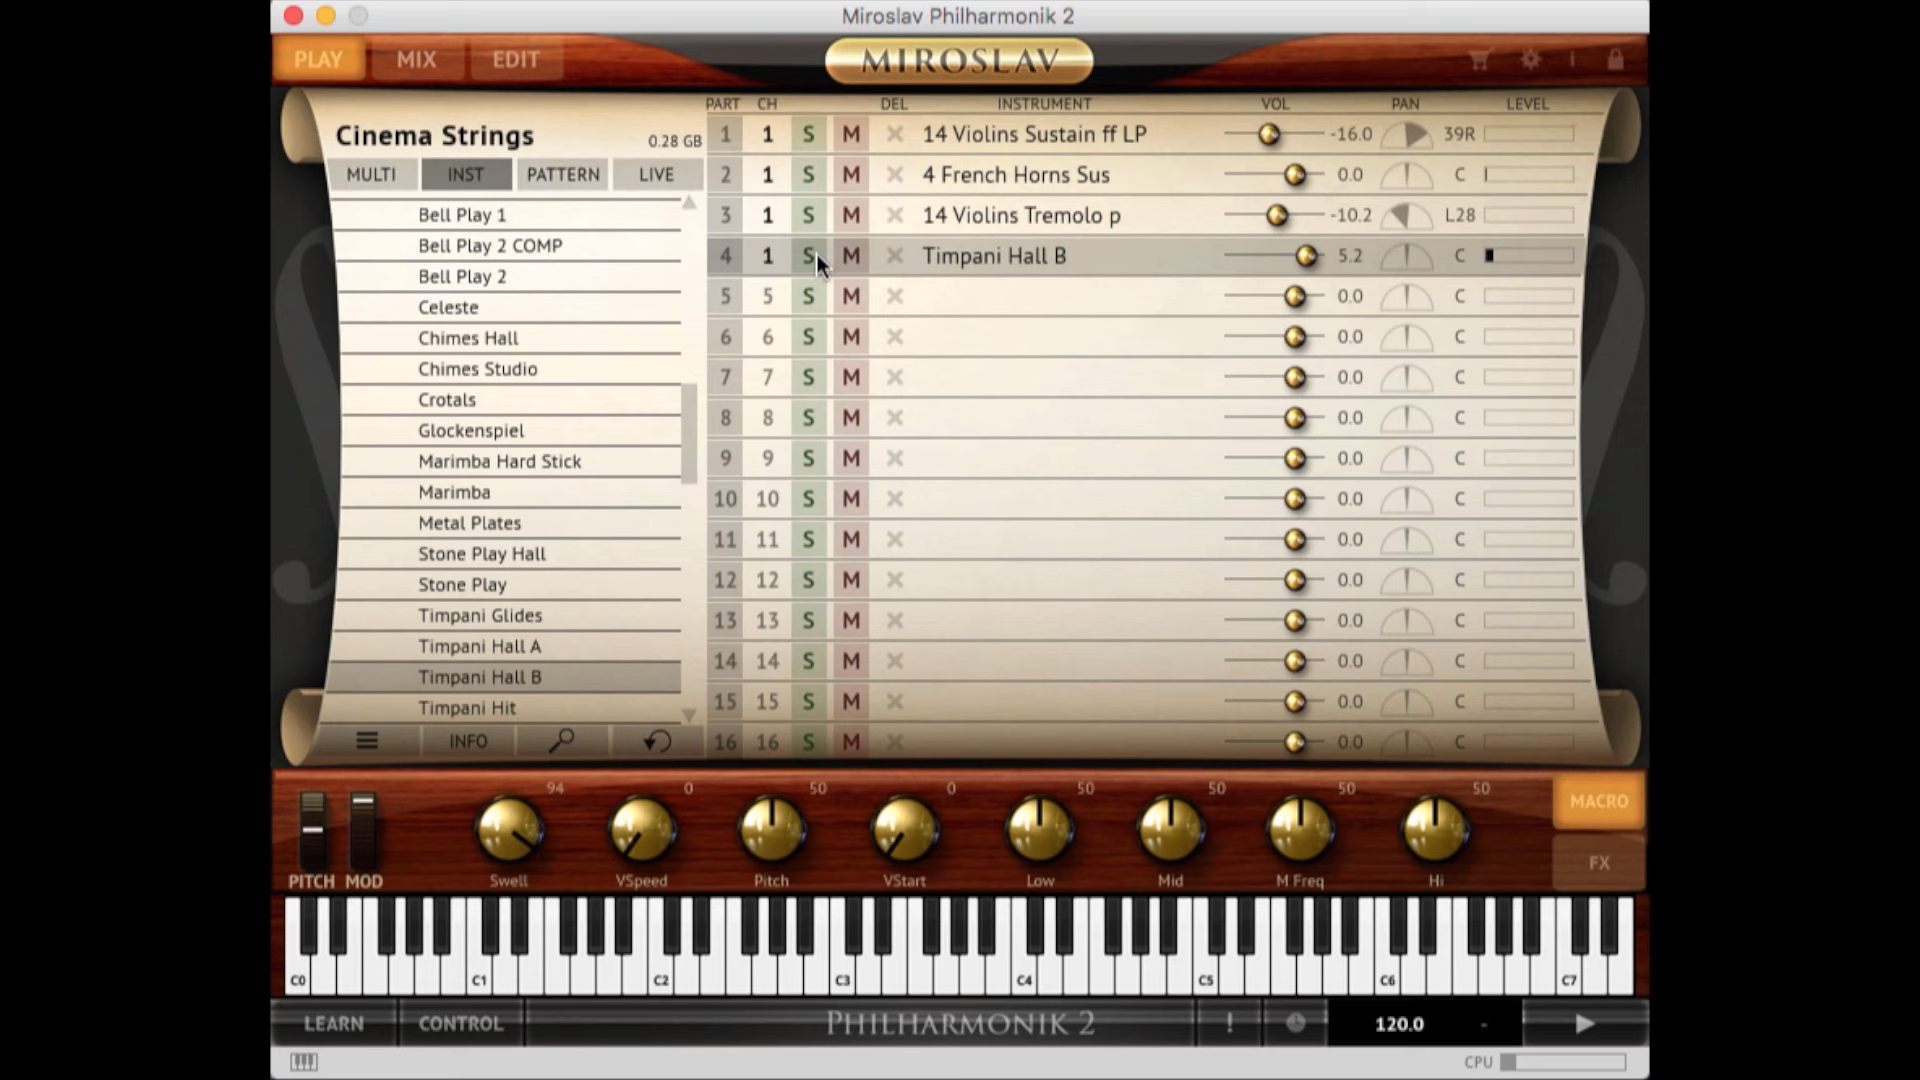 Miroslav Philharmonik 2
PLAY MIX EDIT MIROSLAV
PART CH DEL INSTRUMENT VOL PAN LEVEL
Cinema Strings 0.28 GB
MULTI INST PATTERN LIVE
Bell Play 1
Bell Play 2 COMP
Bell Play 2
Celeste
Chimes Hall
Chimes Studio
Crotals
Glockenspiel
Marimba Hard Stick
Marimba
Metal Plates
Stone Play Hall
Stone Play
Timpani Glides
Timpani Hall A
Timpani Hall B
Timpani Hit
INFO
1 1 S M 14 Violins Sustain ff LP -16.0 39R
2 1 S M 4 French Horns Sus 0.0 C
3 1 S M 14 Violins Tremolo p -10.2 L28
4 1 S M Timpani Hall B 5.2 C
5 5 S M 0.0 C
6 6 S M 0.0 C
7 7 S M 0.0 C
8 8 S M 0.0 C
9 9 S M 0.0 C
10 10 S M 0.0 C
11 11 S M 0.0 C
12 12 S M 0.0 C
13 13 S M 0.0 C
14 14 S M 0.0 C
15 15 S M 0.0 C
16 16 S M 0.0 C
94 0 50 0 50 50 50 50
MACRO
FX
PITCH MOD Swell VSpeed Pitch VStart Low Mid M Freq Hi
C0 C1 C2 C3 C4 C5 C6 C7
LEARN CONTROL PHILHARMONIK 2 ! 120.0 -
CPU